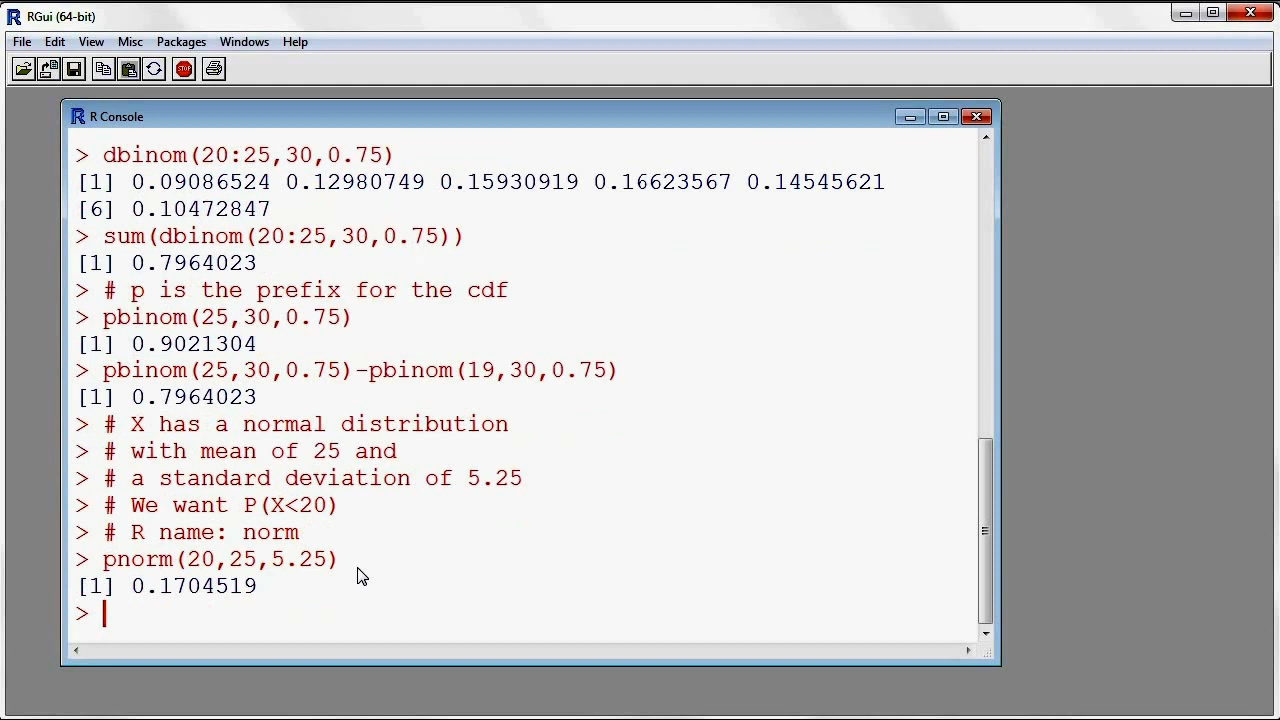 RGui (64-bit)
File Edit View Misc Packages Windows Help
STOP
R Console
> dbinom(20:25,30,0.75)
[1] 0.09086524 0.12980749 0.15930919 0.16623567 0.14545621
[6] 0.10472847
> sum(dbinom(20:25,30,0.75))
[1] 0.7964023
> # p is the prefix for the cdf
> pbinom(25,30,0.75)
[1] 0.9021304
> pbinom(25,30,0.75)-pbinom(19,30,0.75)
[1] 0.7964023
> # X has a normal distribution
> # with mean of 25 and
> # a standard deviation of 5.25
> # We want P(X<20)
> # R name: norm
> pnorm(20,25,5.25)
[1] 0.1704519
>